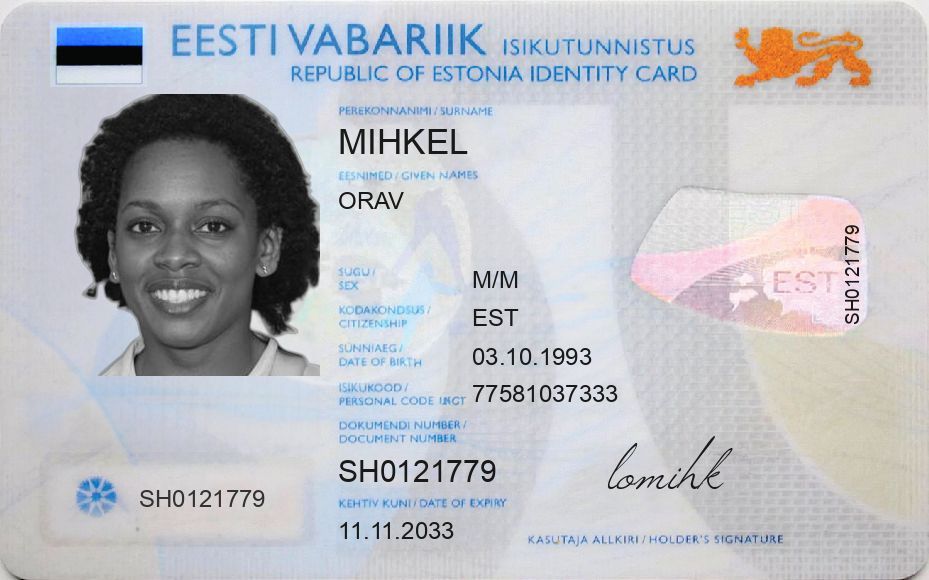 EESTI VABARIIK ISIKUTUNNISTUS
REPUBLIC OF ESTONIA IDENTITY CARD
PEREKONNANIMI / SURNAME
MIHKEL
EESNIMED / GIVEN NAMES
ORAV
SUGU /
SEX
M/M
KODAKONDSUS /
CITIZENSHIP
EST
SÜNNIAEG /
DATE OF BIRTH
03.10.1993
ISIKUKOOD /
PERSONAL CODE
77581037333
DOKUMENDI NUMBER /
DOCUMENT NUMBER
SH0121779
KEHTIV KUNI / DATE OF EXPIRY
11.11.2033
SH0121779
EST
SH0121779
lomihk
KASUTAJA ALLKIRI / HOLDER'S SIGNATURE